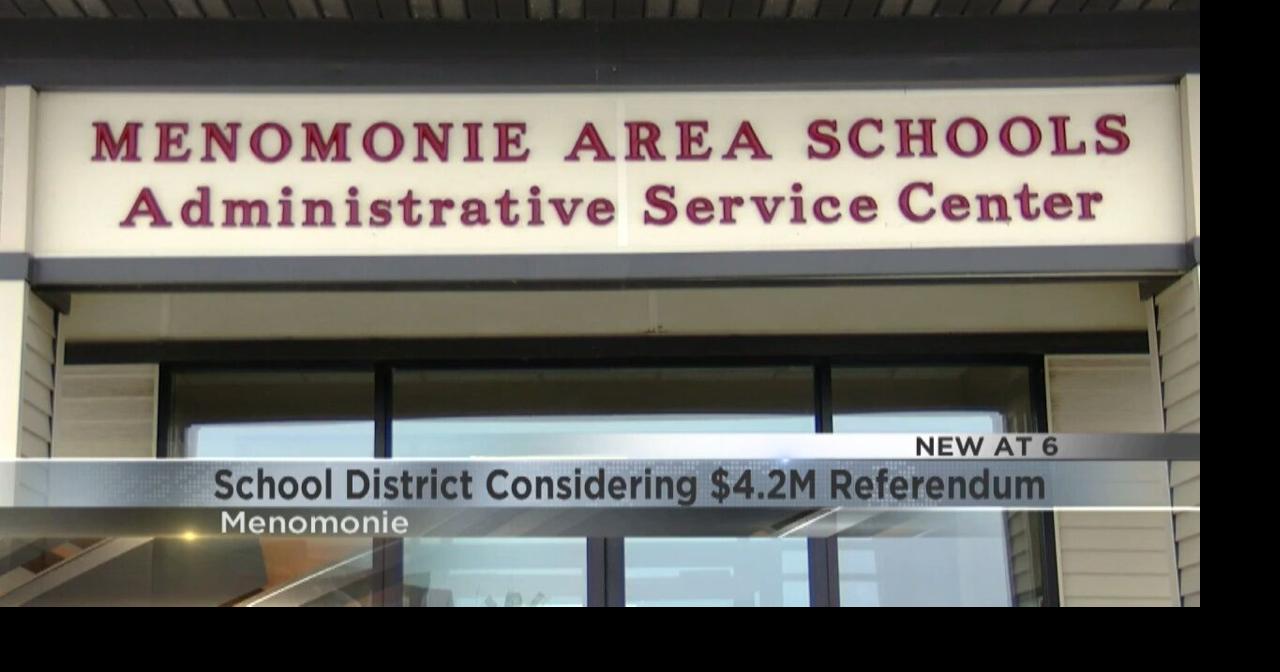 MENOMONIE AREA SCHOOLS
Administrative Service Center
NEW AT 6
School District Considering $4.2M Referendum
Menomonie